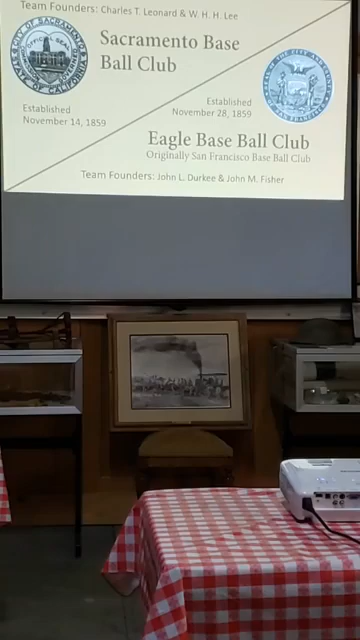 Team Founders: Charles T. Leonard & W. H. H. Lee
Sacramento Base
Ball Club
Established
November 14, 1859
Established
November 28, 1859
Eagle Base Ball Club
Originally San Francisco Base Ball Club
Team Founders: John L. Durkee & John M. Fisher